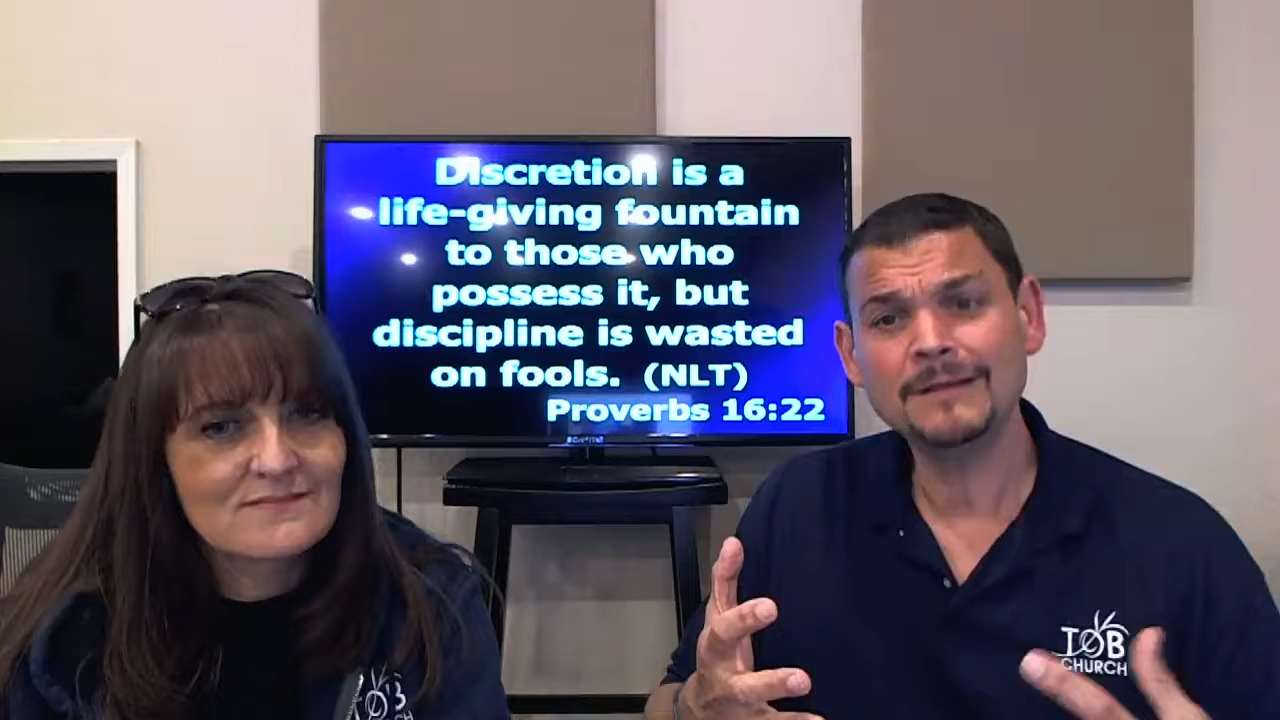 Discretion is a
life-giving fountain
to those who
possess it, but
discipline is wasted
on fools. (NLT)
Proverbs 16:22
TOB
CHURCH